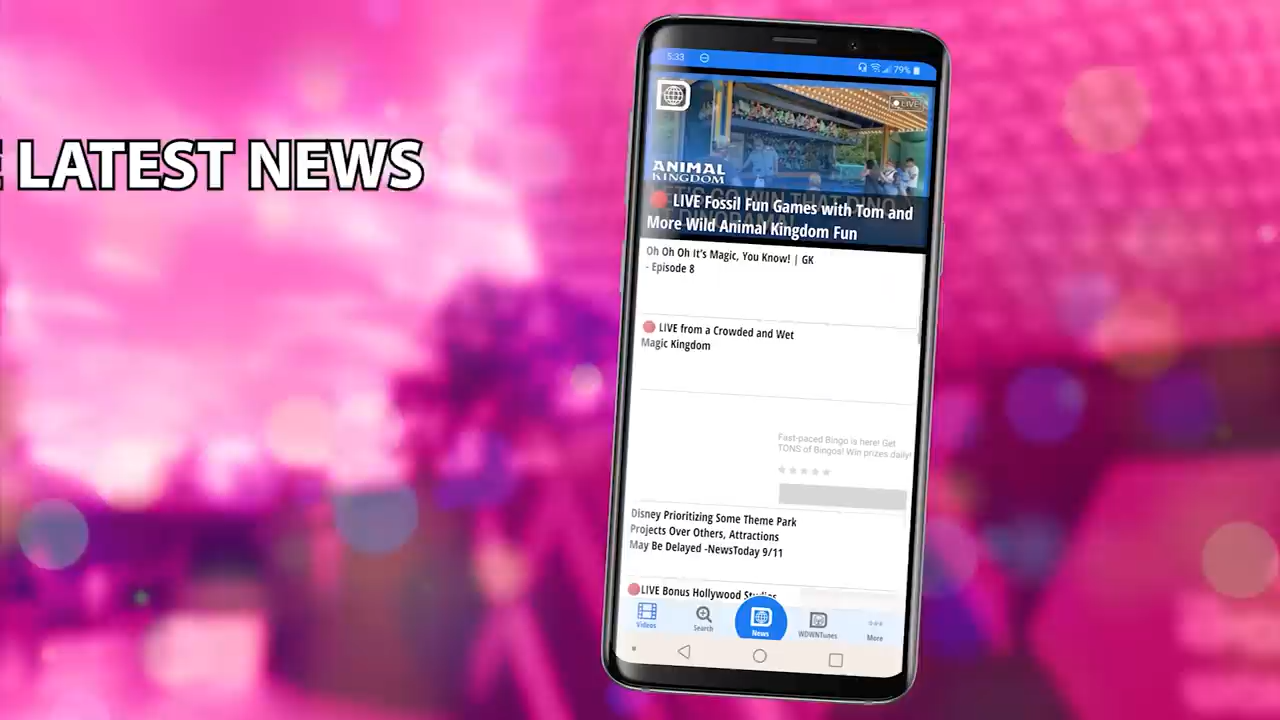 LATEST NEWS
5:33
79%
LIVE
ANIMAL
KINGDOM
LIVE Fossil Fun Games with Tom and
More Wild Animal Kingdom Fun
Oh Oh Oh It's Magic, You Know! | GK
- Episode 8
LIVE from a Crowded and Wet
Magic Kingdom
Fast-paced Bingo is here! Get
TONS of Bingos! Win prizes daily!
Disney Prioritizing Some Theme Park
Projects Over Others, Attractions
May Be Delayed -NewsToday 9/11
LIVE Bonus Hollywood Studios
Videos
Search
News
WDWNTunes
More